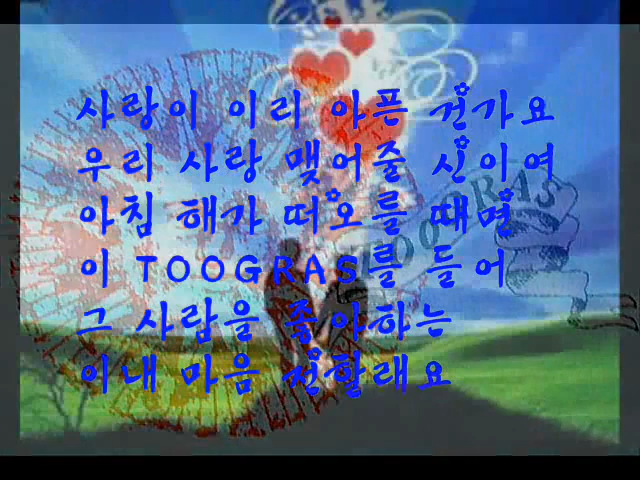 사랑이 이리 아픈 건가요
우리 사랑 맺어줄 신이여
아침 해가 떠오를 때면
이 TOOGRAS를 들어
그 사람을 좋아하는
이내 마음 전할래요
TOOGRAS